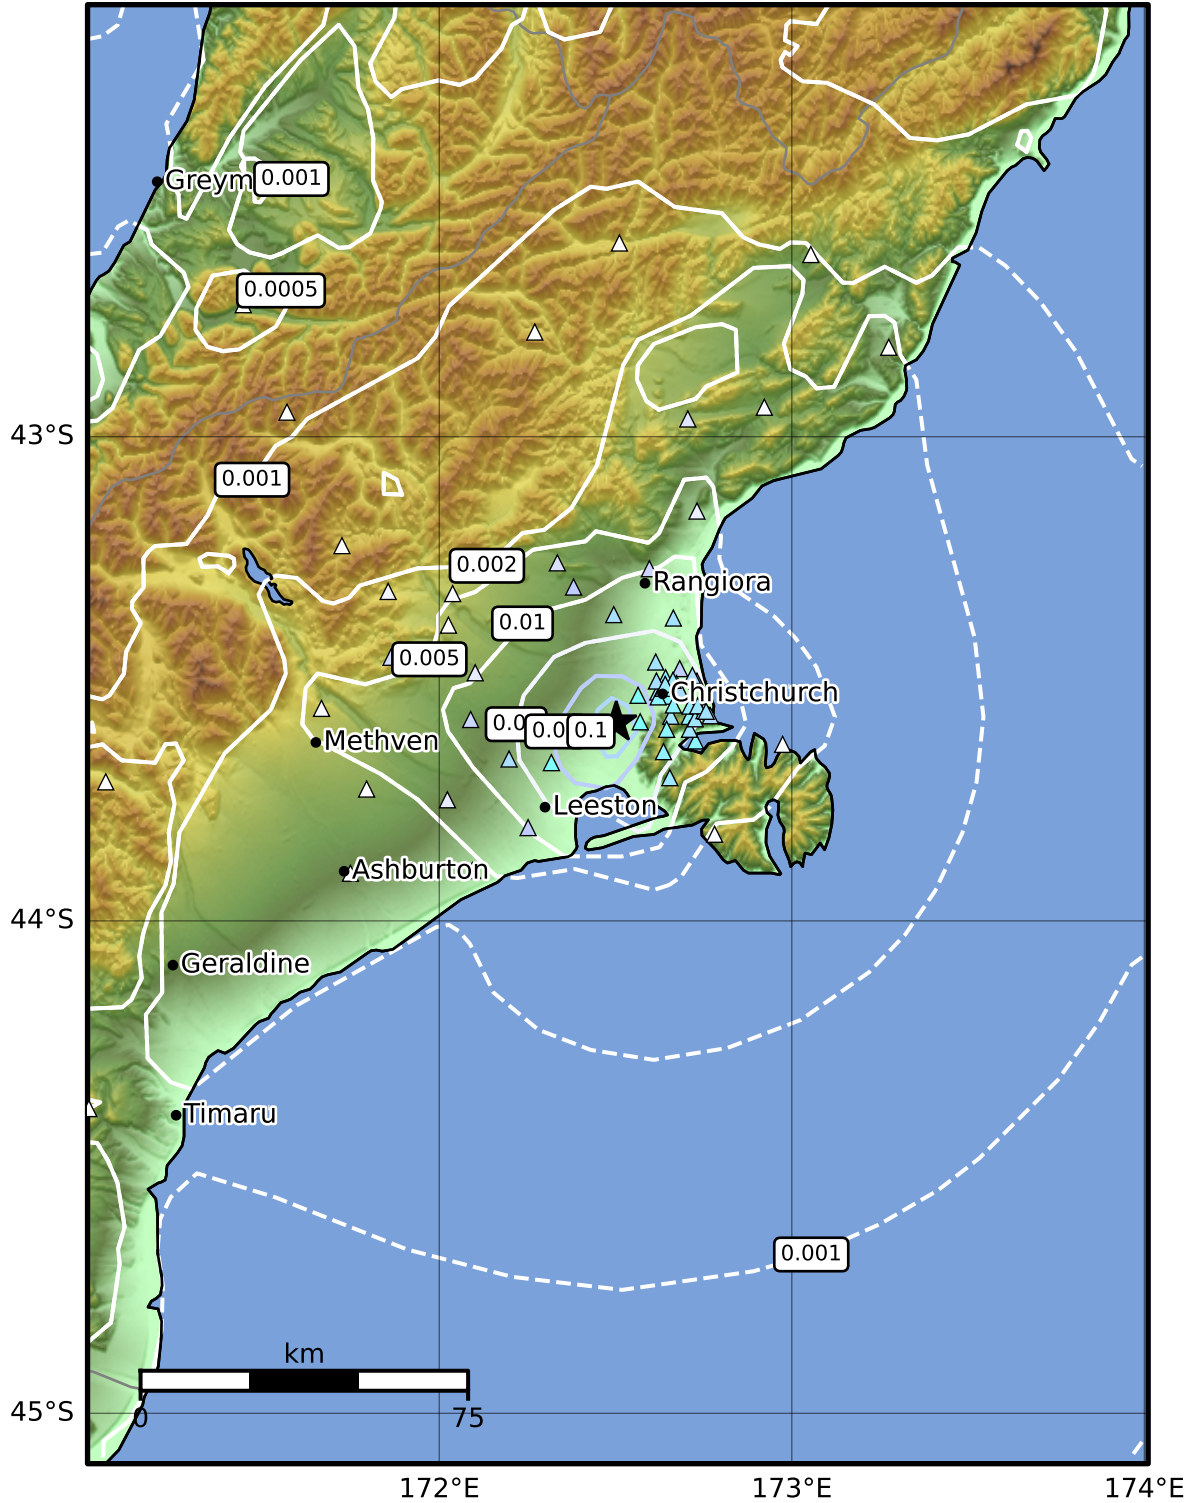 Greym
0.001
0.0005
43°S
0.001
0.002
Rangiora
0.01
0.005
Christchurch
0.1
Methven
Leeston
Ashburton
44°S
Geraldine
Timaru
0.001
km
0 75
45°S
172°E 173°E 174°E